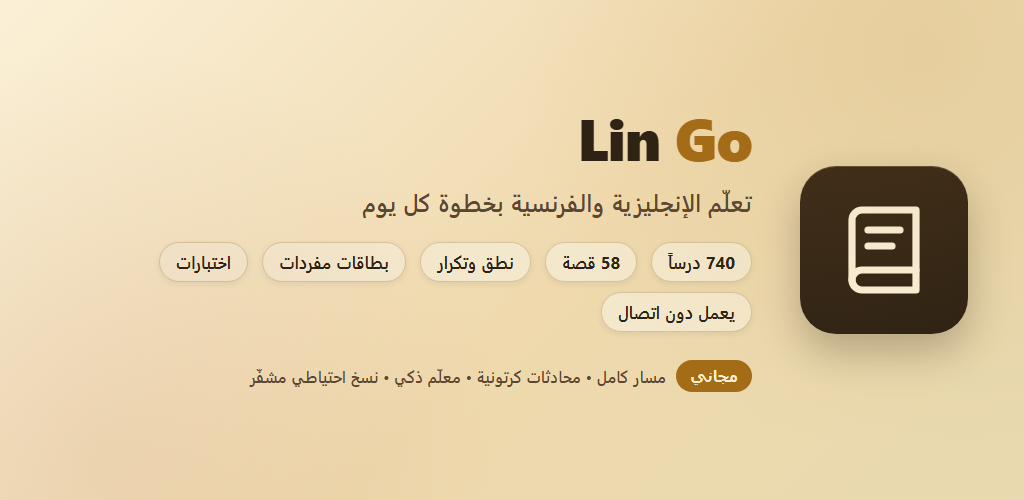 Lin Go
تعلّم الإنجليزية والفرنسية بخطوة كل يوم
740 درساً 58 قصة نطق وتكرار بطاقات مفردات اختبارات
يعمل دون اتصال
مجاني مسار كامل • محادثات كرتونية • معلّم ذكي • نسخ احتياطي مشفّر